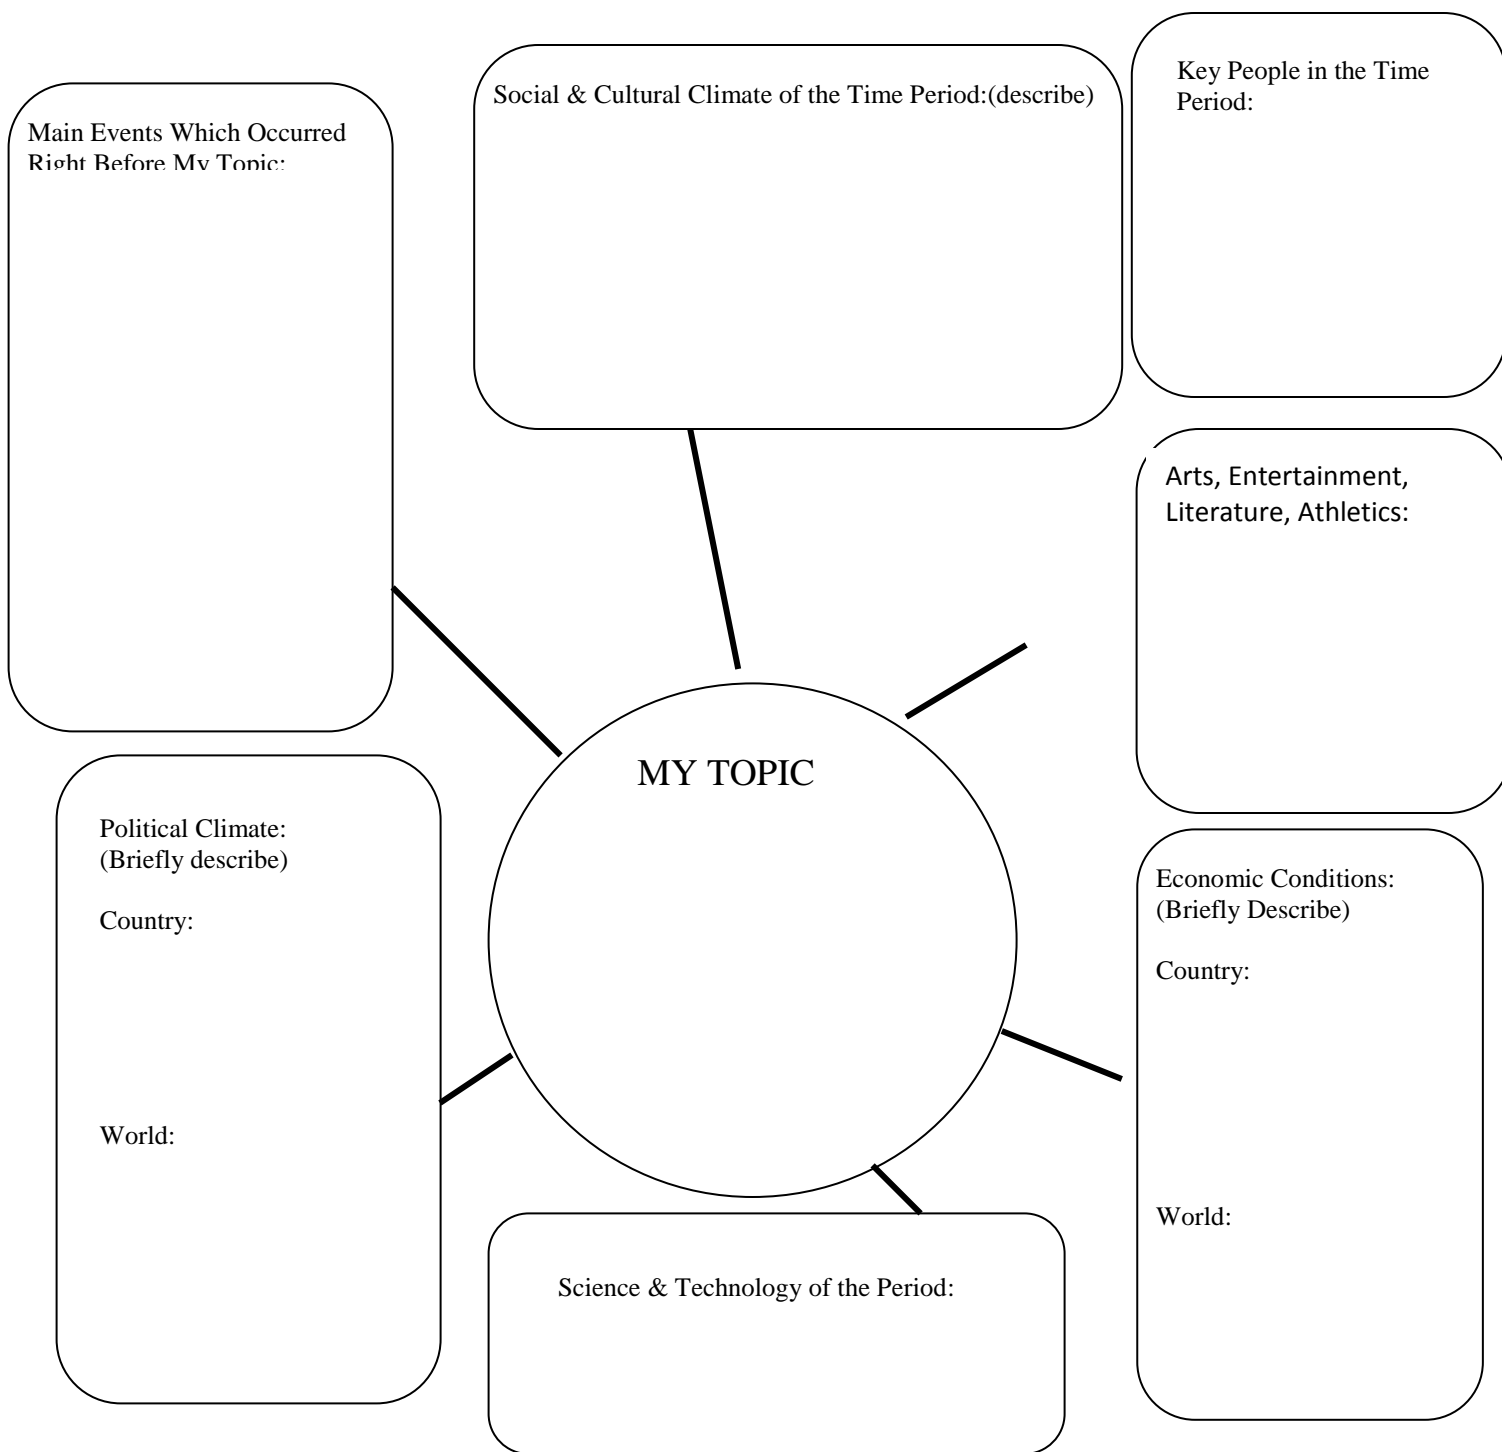 Social & Cultural Climate of the Time Period:(describe)
Key People in the Time
Period:
Main Events Which Occurred
Right Before My Topic:
Arts, Entertainment,
Literature, Athletics:
MY TOPIC
Political Climate:
(Briefly describe)
Country:
World:
Economic Conditions:
(Briefly Describe)
Country:
World:
Science & Technology of the Period: